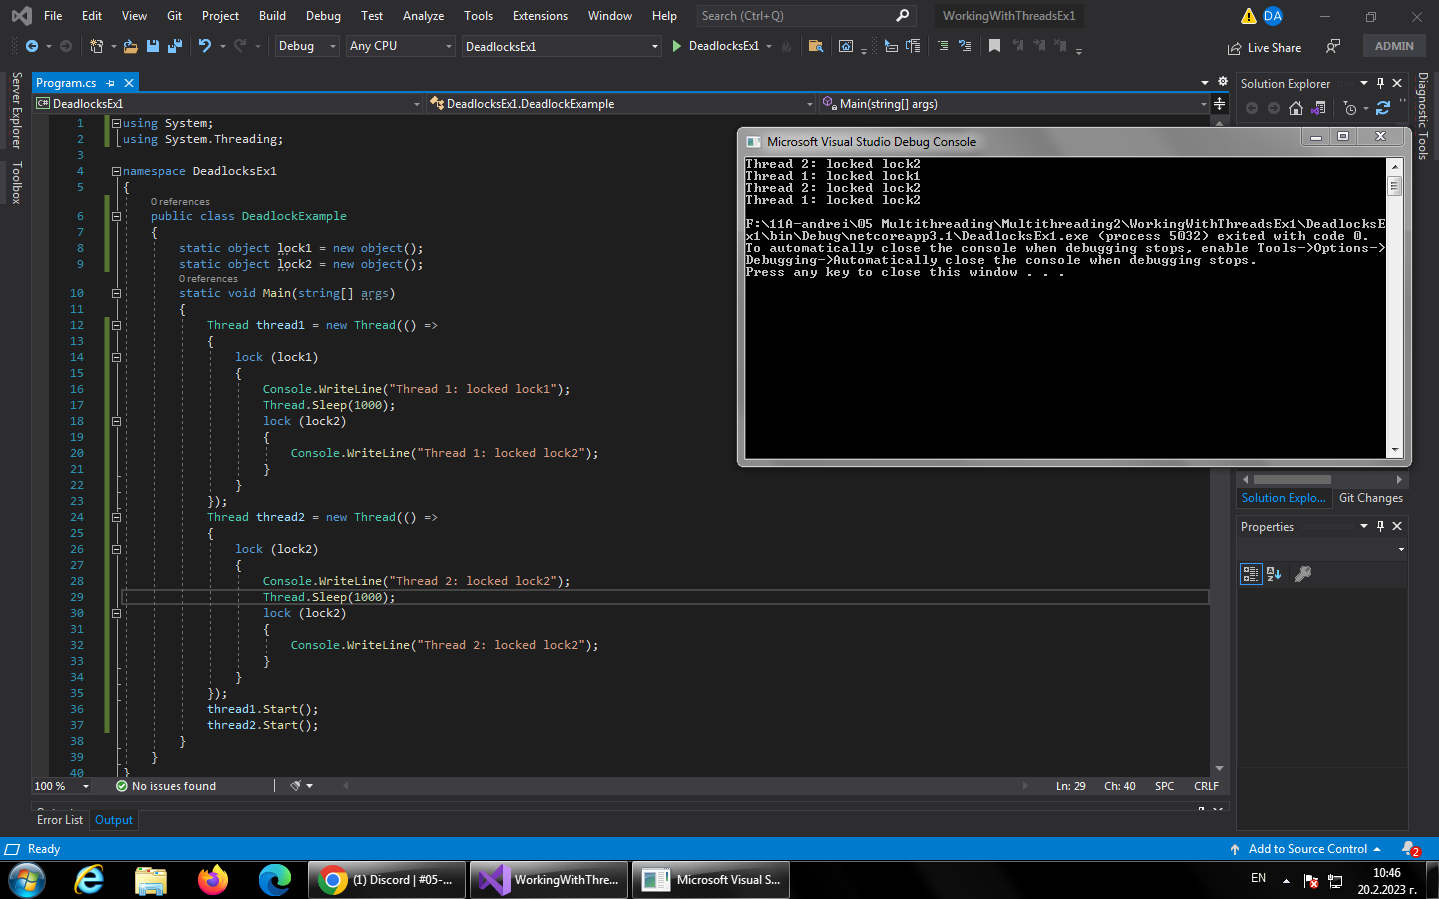 File Edit View Git Project Build Debug Test Analyze Tools Extensions Window Help Search (Ctrl+Q) WorkingWithThreadsEx1 DA
Debug Any CPU DeadlocksEx1 DeadlocksEx1 Live Share ADMIN
Server Explorer
Toolbox
Program.cs
C# DeadlocksEx1 DeadlocksEx1.DeadlockExample Main(string[] args)
1 using System;
2 using System.Threading;
3
4 namespace DeadlocksEx1
5 {
0 references
6 public class DeadlockExample
7 {
8 static object lock1 = new object();
9 static object lock2 = new object();
0 references
10 static void Main(string[] args)
11 {
12 Thread thread1 = new Thread(() =>
13 {
14 lock (lock1)
15 {
16 Console.WriteLine("Thread 1: locked lock1");
17 Thread.Sleep(1000);
18 lock (lock2)
19 {
20 Console.WriteLine("Thread 1: locked lock2");
21 }
22 }
23 });
24 Thread thread2 = new Thread(() =>
25 {
26 lock (lock2)
27 {
28 Console.WriteLine("Thread 2: locked lock2");
29 Thread.Sleep(1000);
30 lock (lock2)
31 {
32 Console.WriteLine("Thread 2: locked lock2");
33 }
34 }
35 });
36 thread1.Start();
37 thread2.Start();
38 }
39 }
40 }
100 % No issues found Ln: 29 Ch: 40 SPC CRLF
Error List Output
Microsoft Visual Studio Debug Console
Thread 2: locked lock2
Thread 1: locked lock1
Thread 2: locked lock2
Thread 1: locked lock2
F:\11A-andrei\05 Multithreading\Multithreading2\WorkingWithThreadsEx1\DeadlocksE
x1\bin\Debug\netcoreapp3.1\DeadlocksEx1.exe (process 5032) exited with code 0.
To automatically close the console when debugging stops, enable Tools->Options->
Debugging->Automatically close the console when debugging stops.
Press any key to close this window . . .
Solution Explorer
Diagnostic Tools
Solution Explo... Git Changes
Properties
Ready Add to Source Control 2
(1) Discord | #05-... WorkingWithThre... Microsoft Visual S... EN 10:46
20.2.2023 г.